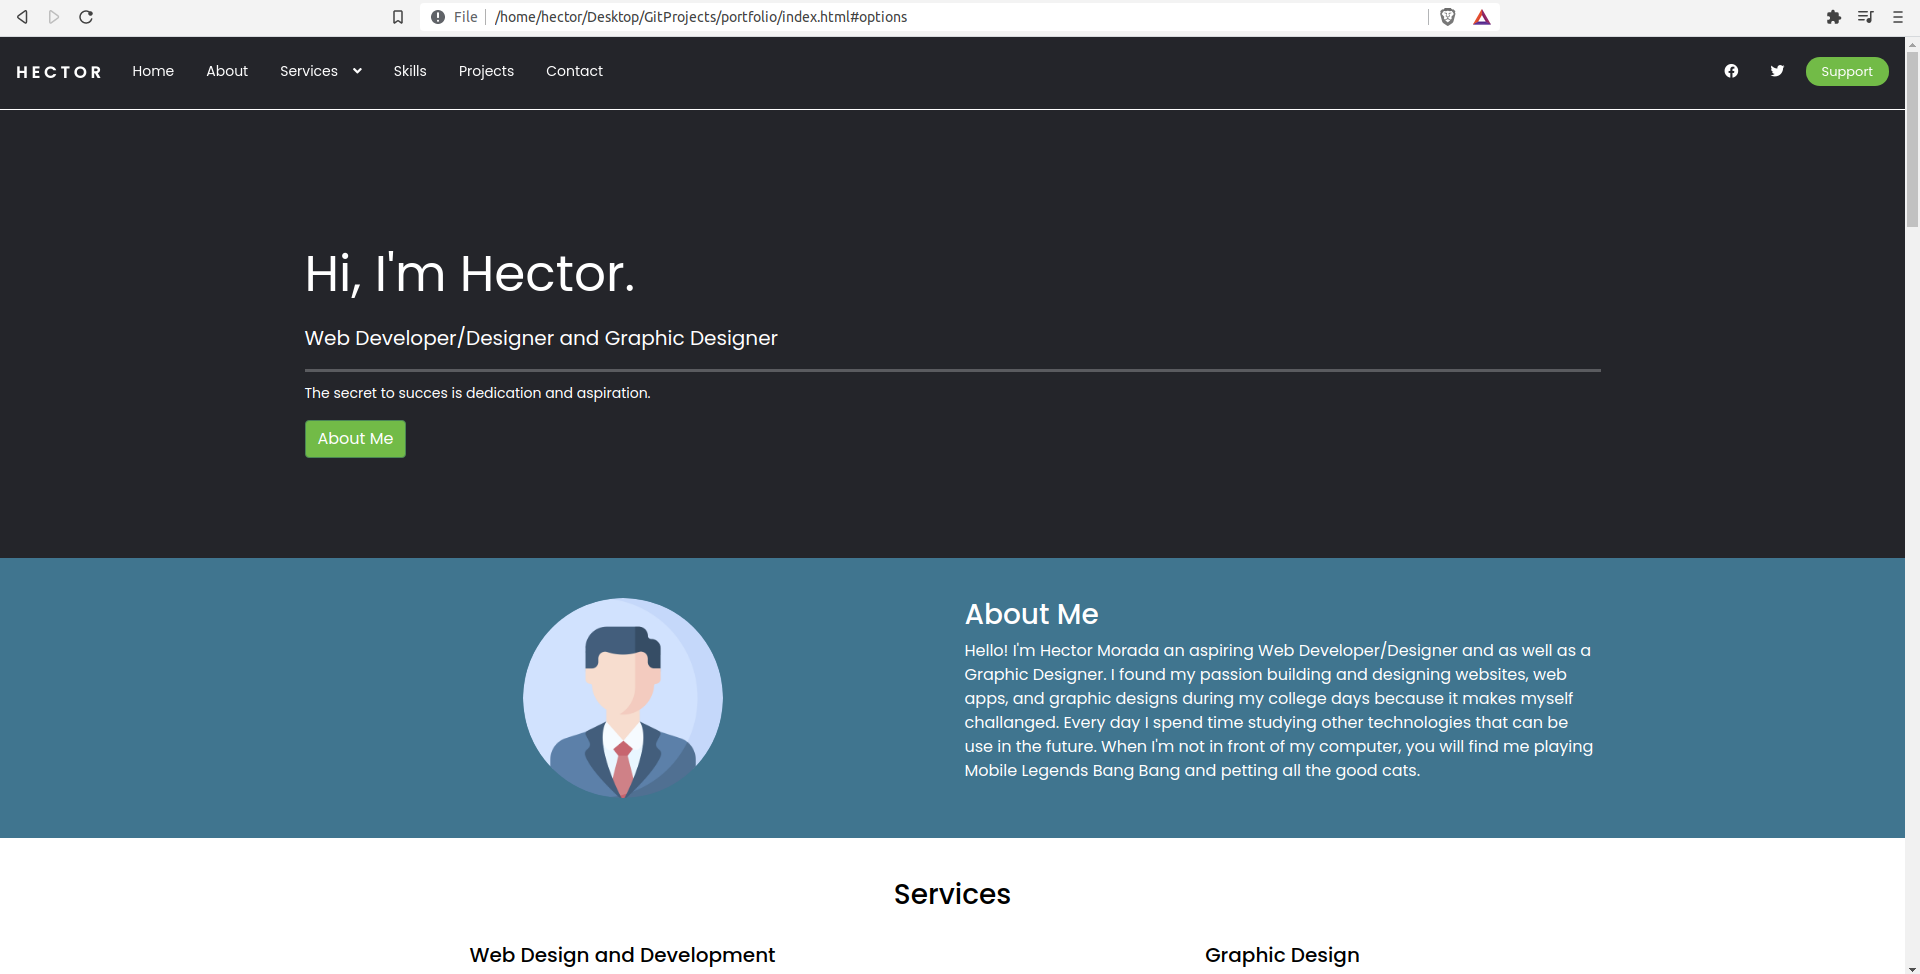 File /home/hector/Desktop/GitProjects/portfolio/index.html#options
HECTOR Home About Services Skills Projects Contact Support
Hi, I'm Hector.
Web Developer/Designer and Graphic Designer
The secret to succes is dedication and aspiration.
About Me
About Me
Hello! I'm Hector Morada an aspiring Web Developer/Designer and as well as a
Graphic Designer. I found my passion building and designing websites, web
apps, and graphic designs during my college days because it makes myself
challanged. Every day I spend time studying other technologies that can be
use in the future. When I'm not in front of my computer, you will find me playing
Mobile Legends Bang Bang and petting all the good cats.
Services
Web Design and Development Graphic Design